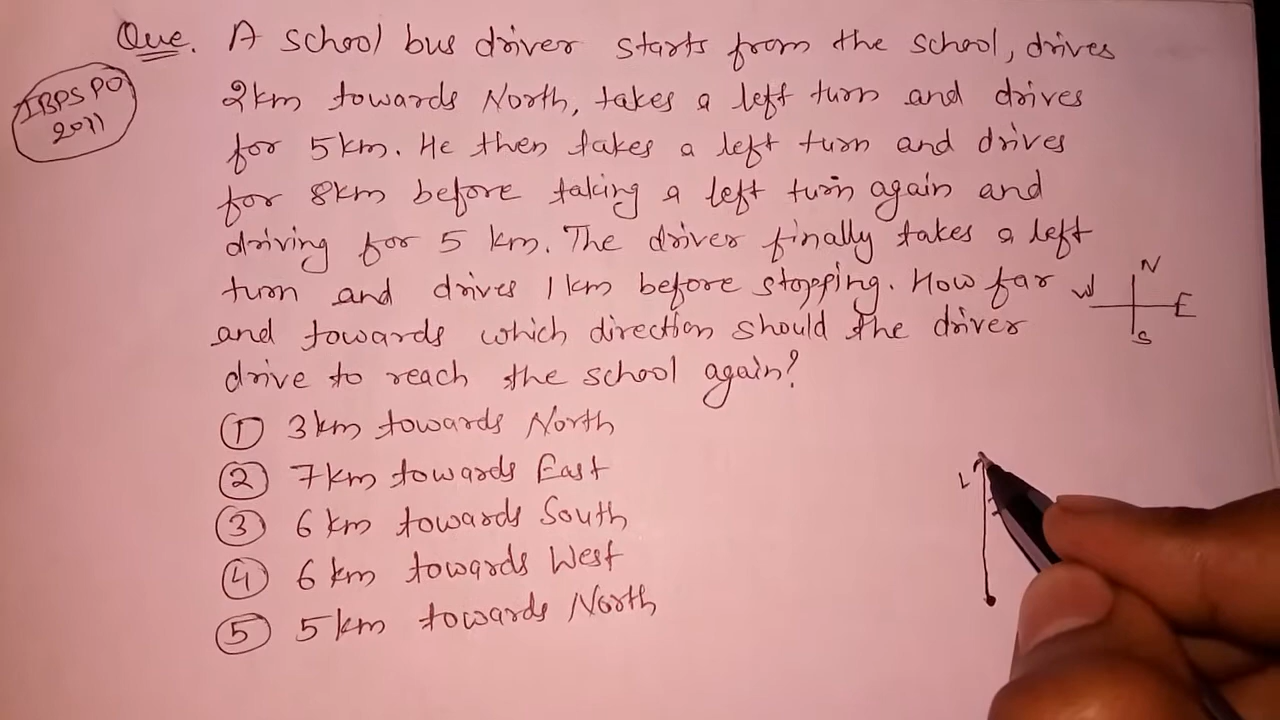 Que. A school bus driver starts from the school, drives
IBPS PO
2011
2km towards North, takes a left turn and drives
for 5km. He then takes a left turn and drives
for 8km before taking a left turn again and
driving for 5 km. The driver finally takes a left
turn and drives 1km before stopping. How far
and towards which direction should the driver
drive to reach the school again?
N
W E
S
1 3km towards North
2 7km towards East
3 6km towards South
4 6km towards West
5 5km towards North
L